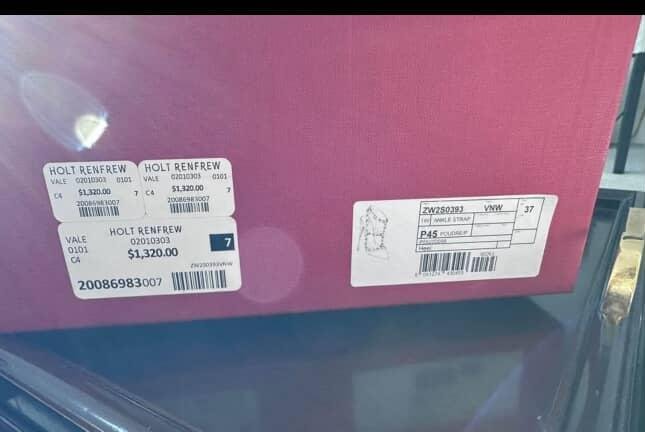 HOLT RENFREW
VALE 02010303 0101
C4 $1,320.00 7
20086983007
HOLT RENFREW
VALE 02010303 0101
C4 $1,320.00 7
20086983007
HOLT RENFREW
VALE 02010303 7
0101 $1,320.00
C4
ZW2S0393VNW
20086983007
ZW2S0393 VNW 37
ANKLE STRAP
P45 POUDRE/P
Heel